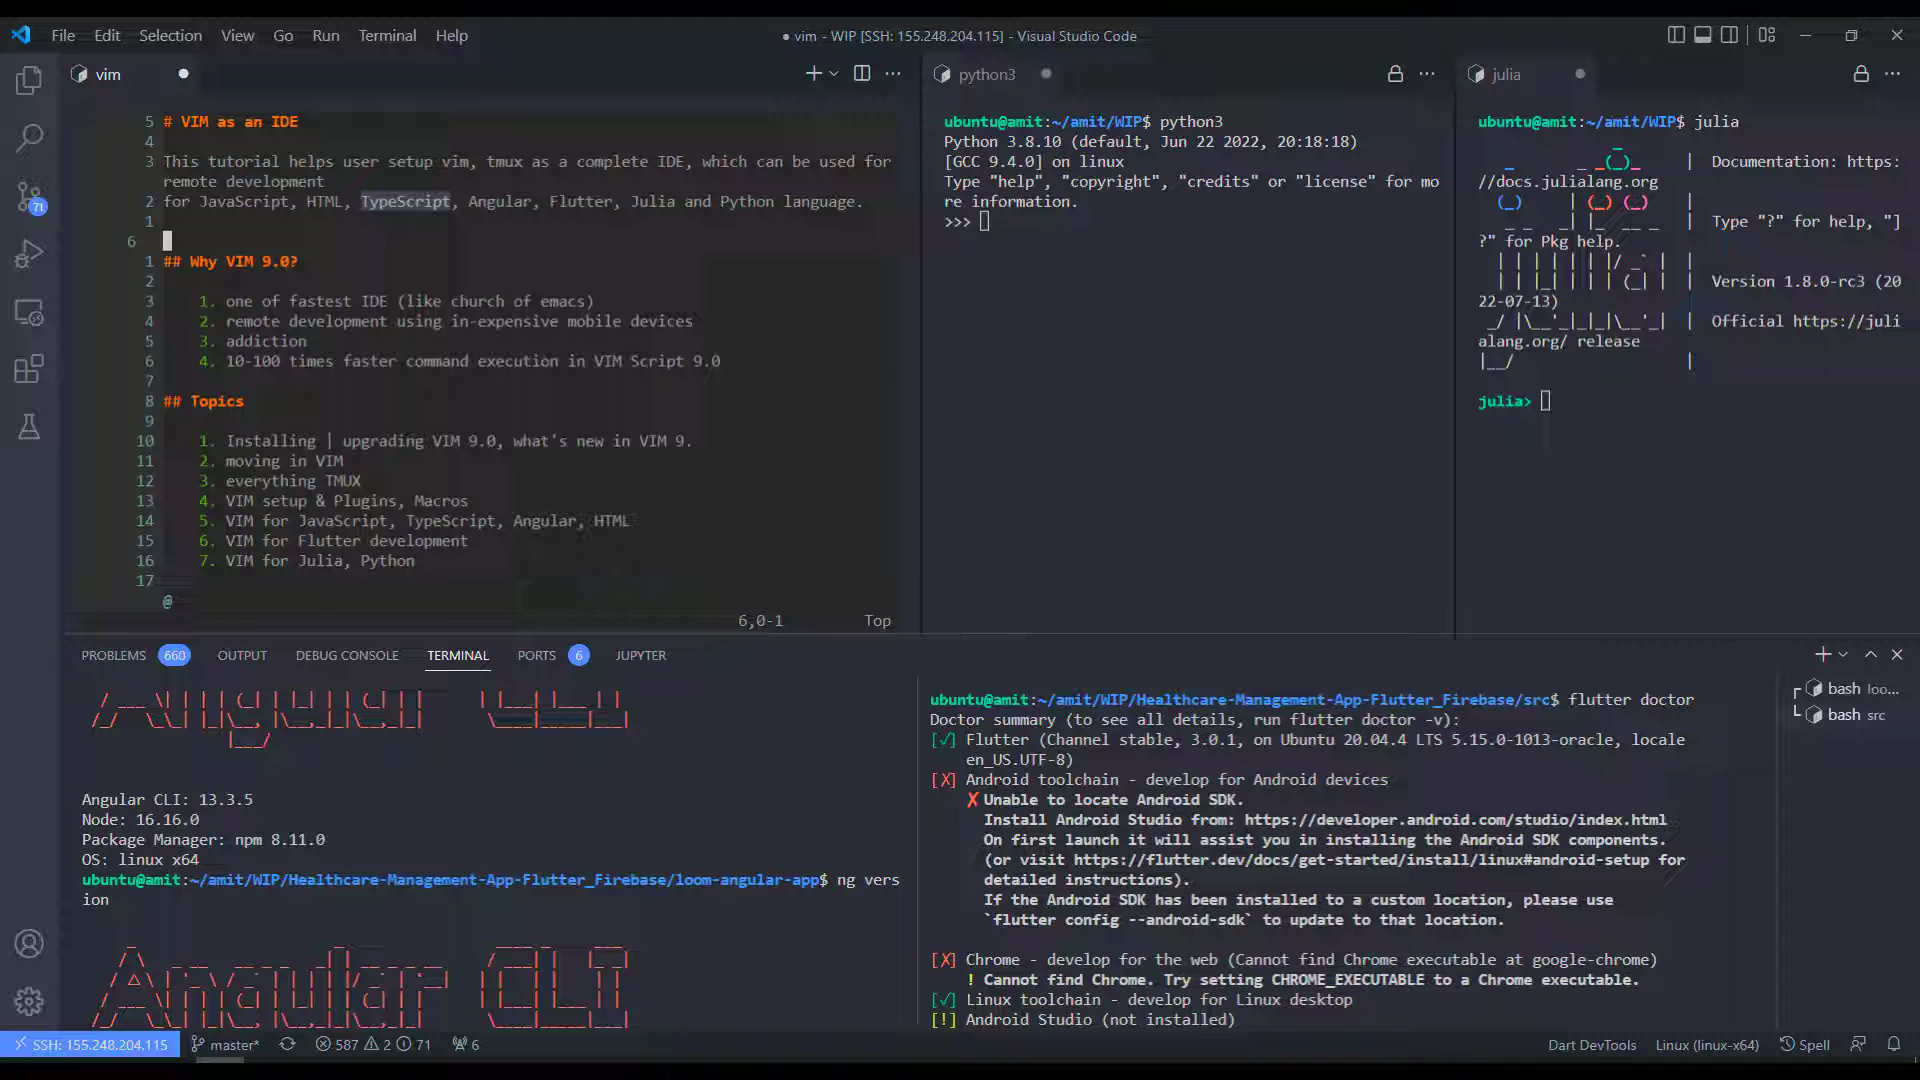 File Edit Selection View Go Run Terminal Help
● vim - WIP [SSH: 155.248.204.115] - Visual Studio Code
vim
5 # VIM as an IDE
4
3 This tutorial helps user setup vim, tmux as a complete IDE, which can be used for
remote development
2 for JavaScript, HTML, TypeScript, Angular, Flutter, Julia and Python language.
1
6
1 ## Why VIM 9.0?
2
3 1. one of fastest IDE (like church of emacs)
4 2. remote development using in-expensive mobile devices
5 3. addiction
6 4. 10-100 times faster command execution in VIM Script 9.0
7
8 ## Topics
9
10 1. Installing | upgrading VIM 9.0, what's new in VIM 9.
11 2. moving in VIM
12 3. everything TMUX
13 4. VIM setup & Plugins, Macros
14 5. VIM for JavaScript, TypeScript, Angular, HTML
15 6. VIM for Flutter development
16 7. VIM for Julia, Python
17
@
6,0-1 Top
python3
ubuntu@amit:~/amit/WIP$ python3
Python 3.8.10 (default, Jun 22 2022, 20:18:18)
[GCC 9.4.0] on linux
Type "help", "copyright", "credits" or "license" for mo
re information.
>>>
julia
ubuntu@amit:~/amit/WIP$ julia
| Documentation: https:
//docs.julialang.org
| Type "?" for help, "]
?" for Pkg help.
| Version 1.8.0-rc3 (20
22-07-13)
| Official https://juli
alang.org/ release
julia>
PROBLEMS 660 OUTPUT DEBUG CONSOLE TERMINAL PORTS 6 JUPYTER
Angular CLI
Angular CLI: 13.3.5
Node: 16.16.0
Package Manager: npm 8.11.0
OS: linux x64
ubuntu@amit:~/amit/WIP/Healthcare-Management-App-Flutter_Firebase/loom-angular-app$ ng vers
ion
Angular CLI
ubuntu@amit:~/amit/WIP/Healthcare-Management-App-Flutter_Firebase/src$ flutter doctor
Doctor summary (to see all details, run flutter doctor -v):
[✓] Flutter (Channel stable, 3.0.1, on Ubuntu 20.04.4 LTS 5.15.0-1013-oracle, locale
en_US.UTF-8)
[✗] Android toolchain - develop for Android devices
✗ Unable to locate Android SDK.
Install Android Studio from: https://developer.android.com/studio/index.html
On first launch it will assist you in installing the Android SDK components.
(or visit https://flutter.dev/docs/get-started/install/linux#android-setup for
detailed instructions).
If the Android SDK has been installed to a custom location, please use
`flutter config --android-sdk` to update to that location.
[✗] Chrome - develop for the web (Cannot find Chrome executable at google-chrome)
! Cannot find Chrome. Try setting CHROME_EXECUTABLE to a Chrome executable.
[✓] Linux toolchain - develop for Linux desktop
[!] Android Studio (not installed)
bash loo...
bash src
71
SSH: 155.248.204.115 master* 587 2 71 6
Dart DevTools Linux (linux-x64) Spell